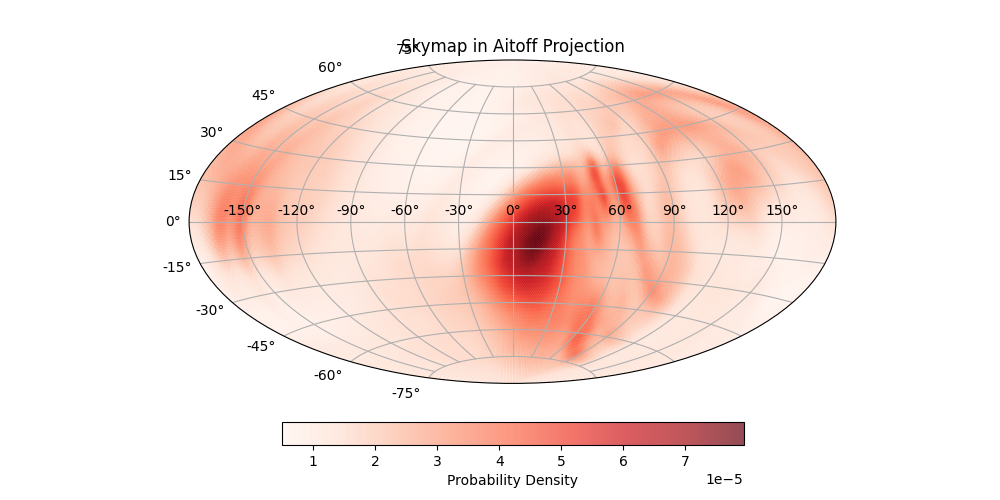 Skymap in Aitoff Projection
75°
60°
45°
30°
15°
0°
-15°
-30°
-45°
-60°
-75°
-150° -120° -90° -60° -30° 0° 30° 60° 90° 120° 150°
1 2 3 4 5 6 7
1e−5
Probability Density